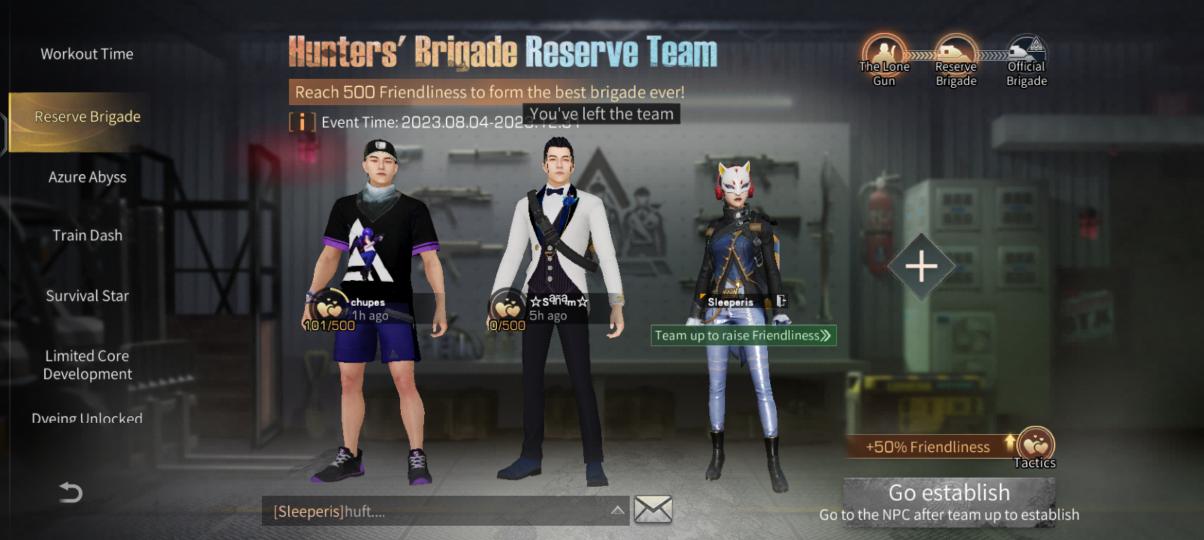 Workout Time
Reserve Brigade
Azure Abyss
Train Dash
Survival Star
Limited Core
Development
Dyeing Unlocked
Hunters' Brigade Reserve Team
Reach 500 Friendliness to form the best brigade ever!
You've left the team
[i] Event Time: 2023.08.04-2023.12.31
The Lone
Gun
Reserve
Brigade
Official
Brigade
chupes
1h ago
101/500
5h ago
0/500
Sleeperis
Team up to raise Friendliness
+50% Friendliness
Tactics
Go establish
Go to the NPC after team up to establish
[Sleeperis]huft....